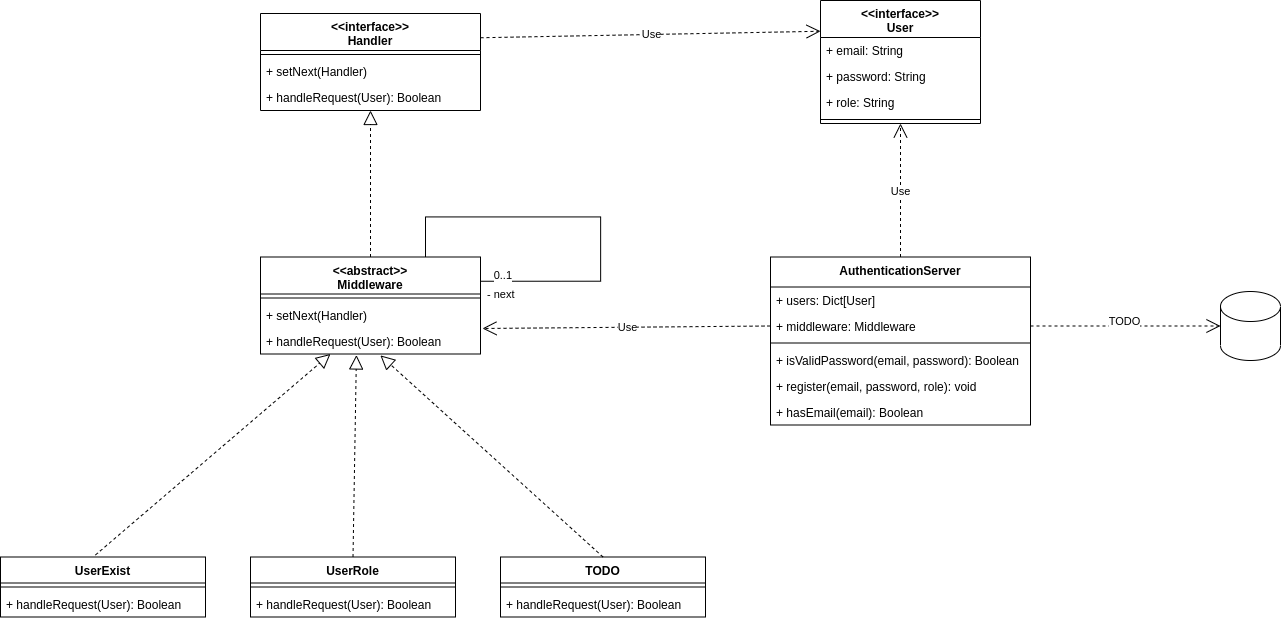 <<interface>>
Handler
+ setNext(Handler)
+ handleRequest(User): Boolean
Use
<<interface>>
User
+ email: String
+ password: String
+ role: String
Use
<<abstract>>
Middleware
+ setNext(Handler)
+ handleRequest(User): Boolean
0..1
- next
Use
AuthenticationServer
+ users: Dict[User]
+ middleware: Middleware
+ isValidPassword(email, password): Boolean
+ register(email, password, role): void
+ hasEmail(email): Boolean
TODO
UserExist
+ handleRequest(User): Boolean
UserRole
+ handleRequest(User): Boolean
TODO
+ handleRequest(User): Boolean